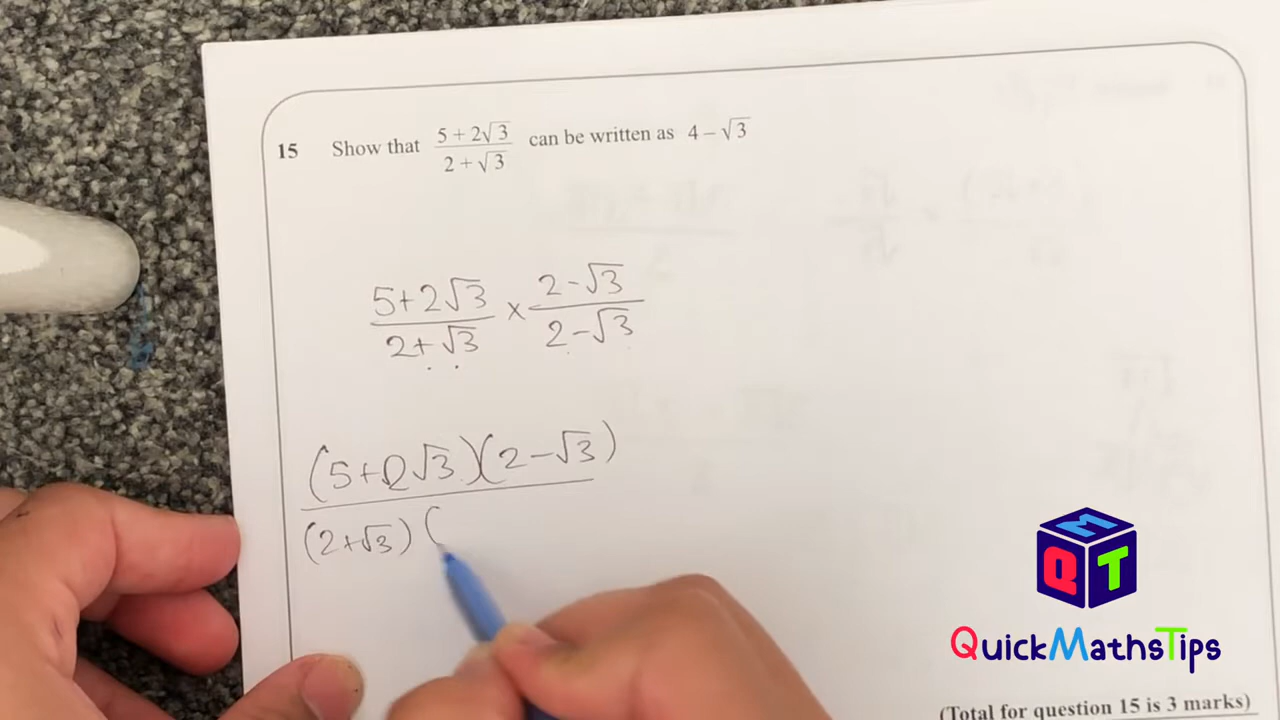 15 Show that (5 + 2√3)/(2 + √3) can be written as 4 – √3
(5+2√3)/(2+√3) × (2-√3)/(2-√3)
(5+2√3)(2-√3)
(2+√3)(
M
Q T
QuickMathsTips
(Total for question 15 is 3 marks)